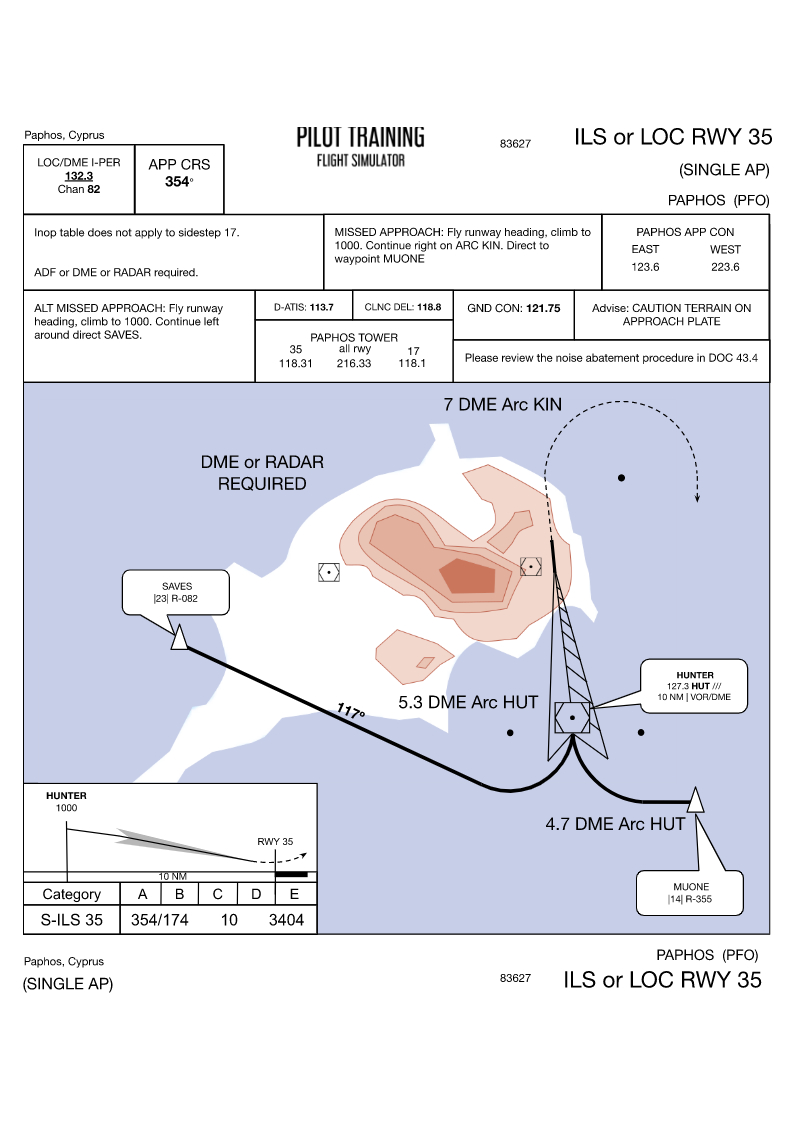 Paphos, Cyprus
PILOT TRAINING
FLIGHT SIMULATOR
83627
ILS or LOC RWY 35
(SINGLE AP)
PAPHOS (PFO)
LOC/DME I-PER
132.3
Chan 82
APP CRS
354°
Inop table does not apply to sidestep 17.
ADF or DME or RADAR required.
MISSED APPROACH: Fly runway heading, climb to
1000. Continue right on ARC KIN. Direct to
waypoint MUONE
PAPHOS APP CON
EAST WEST
123.6 223.6
ALT MISSED APPROACH: Fly runway
heading, climb to 1000. Continue left
around direct SAVES.
D-ATIS: 113.7
CLNC DEL: 118.8
PAPHOS TOWER
35 all rwy 17
118.31 216.33 118.1
GND CON: 121.75
Advise: CAUTION TERRAIN ON
APPROACH PLATE
Please review the noise abatement procedure in DOC 43.4
7 DME Arc KIN
DME or RADAR
REQUIRED
SAVES
|23| R-082
HUNTER
127.3 HUT ///
10 NM | VOR/DME
5.3 DME Arc HUT
117º
4.7 DME Arc HUT
MUONE
|14| R-355
HUNTER
1000
RWY 35
10 NM
Category A B C D E
S-ILS 35 354/174 10 3404
Paphos, Cyprus
(SINGLE AP)
83627
PAPHOS (PFO)
ILS or LOC RWY 35